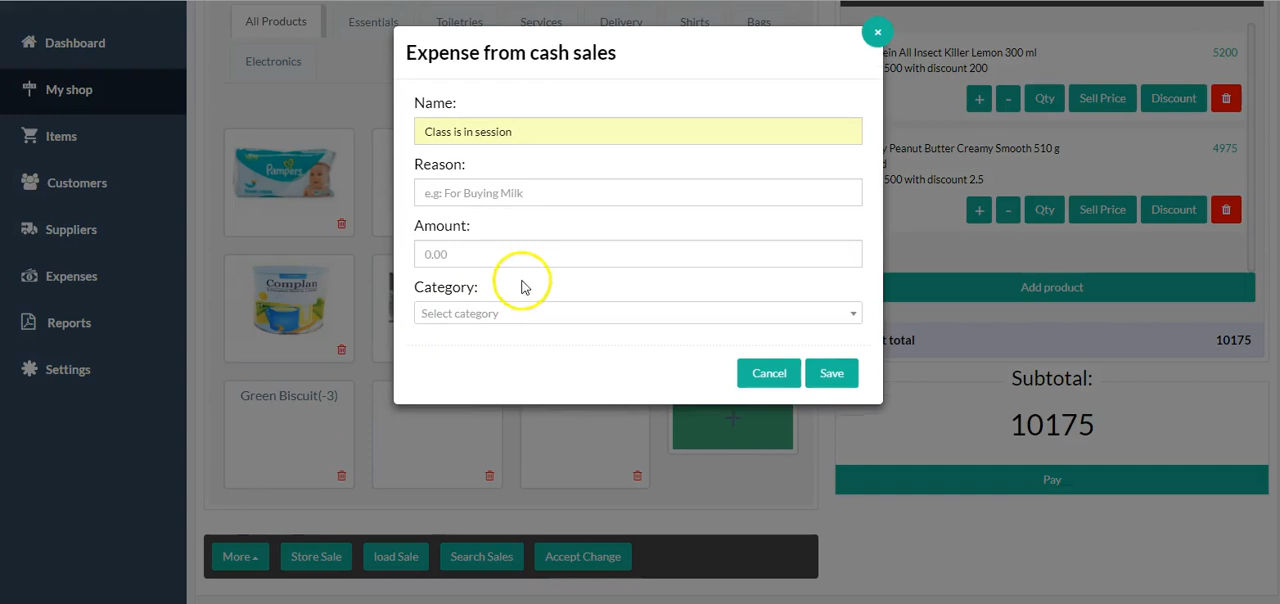 Dashboard
My shop
Items
Customers
Suppliers
Expenses
Reports
Settings
All Products
Essentials
Toiletries
Services
Delivery
Shirts
Bags
Electronics
Pampers
Complan
Green Biscuit(-3)
More
Store Sale
load Sale
Search Sales
Accept Change
Expense from cash sales
×
Name:
Class is in session
Reason:
e.g: For Buying Milk
Amount:
0.00
Category:
Select category
Cancel
Save
All Insect Killer Lemon 300 ml
5200
500 with discount 200
+
-
Qty
Sell Price
Discount
Peanut Butter Creamy Smooth 510 g
4975
500 with discount 2.5
+
-
Qty
Sell Price
Discount
Add product
total
10175
Subtotal:
10175
Pay